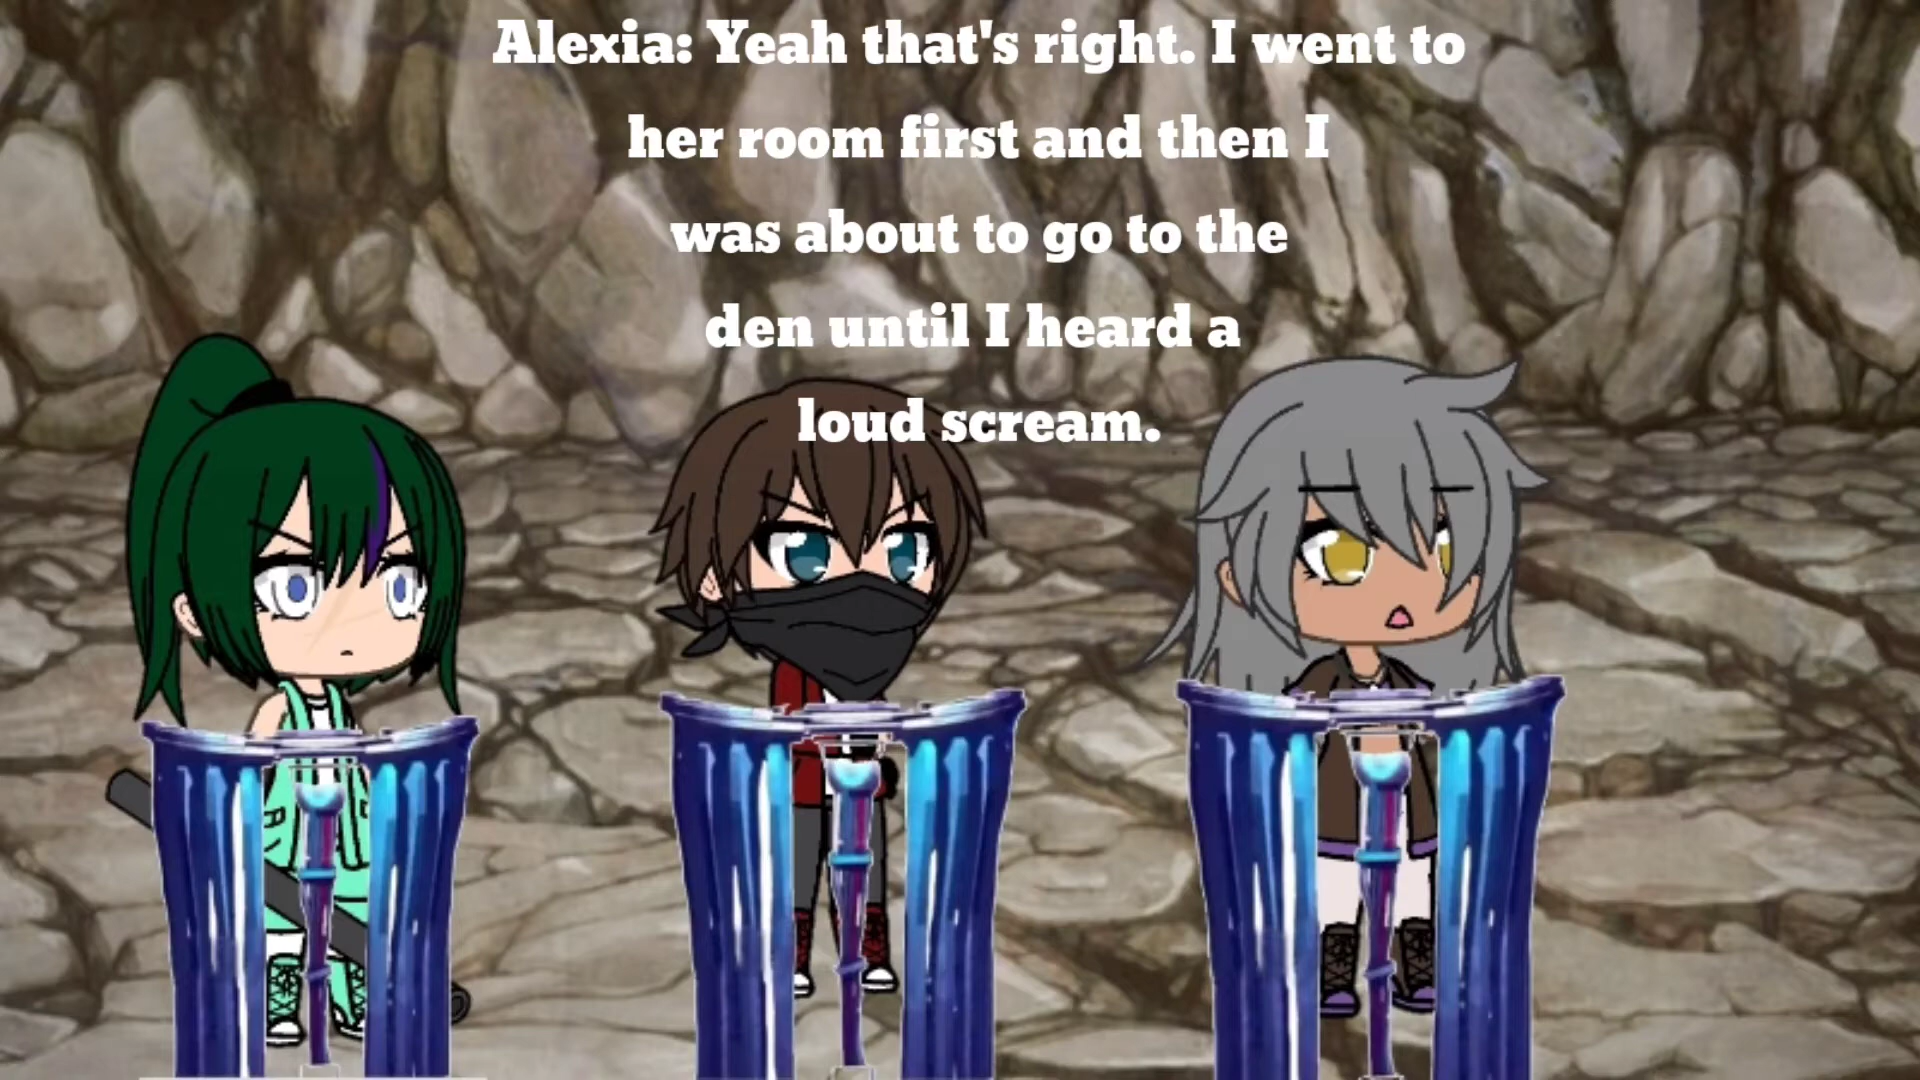 Alexia: Yeah that's right. I went to
her room first and then I
was about to go to the
den until I heard a
loud scream.